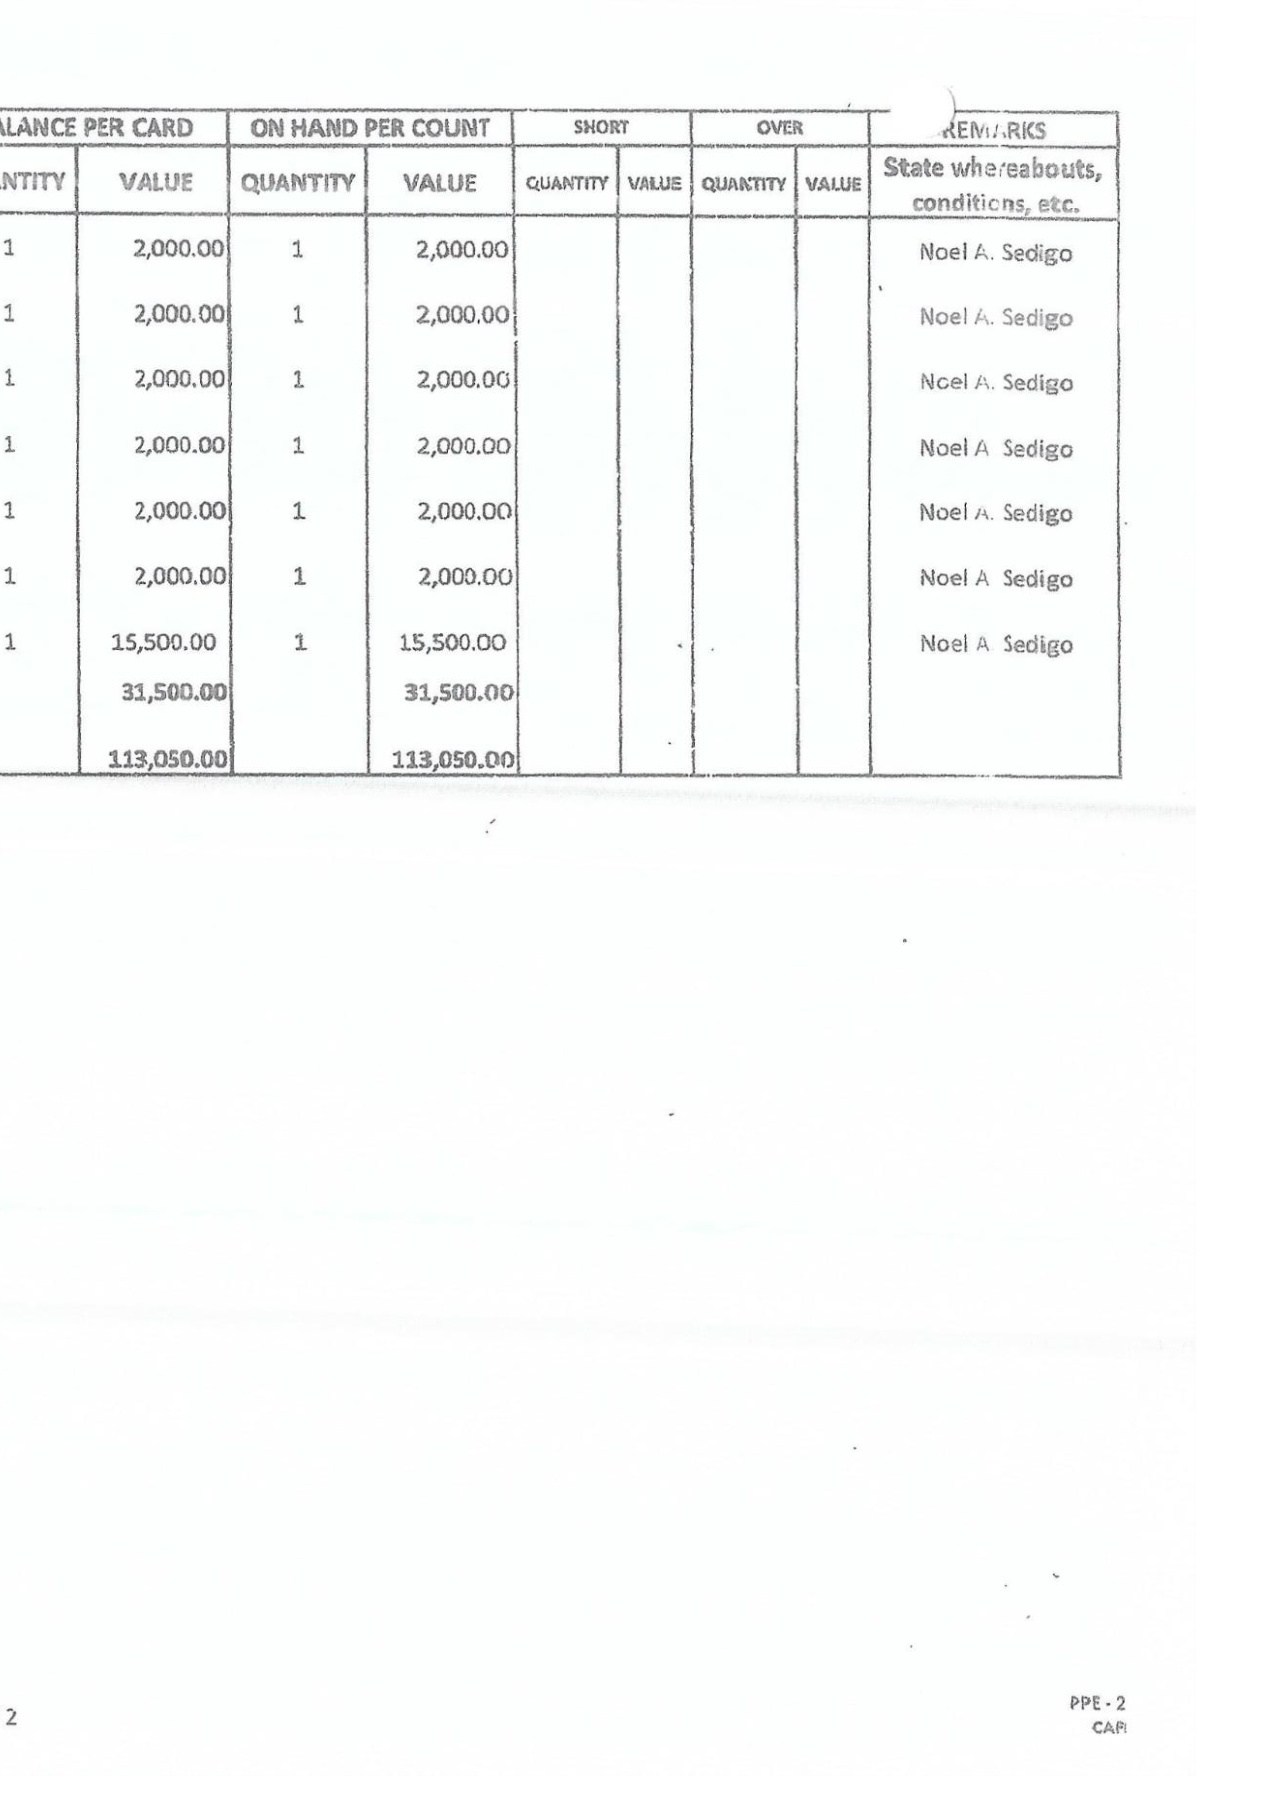 ALANCE PER CARD ON HAND PER COUNT SHORT OVER REMARKS
NTITY VALUE QUANTITY VALUE QUANTITY VALUE QUANTITY VALUE State whereabouts,
conditions, etc.
1 2,000.00 1 2,000.00 Noel A. Sedigo
1 2,000.00 1 2,000.00 Noel A. Sedigo
1 2,000.00 1 2,000.00 Noel A. Sedigo
1 2,000.00 1 2,000.00 Noel A Sedigo
1 2,000.00 1 2,000.00 Noel A. Sedigo
1 2,000.00 1 2,000.00 Noel A Sedigo
1 15,500.00 1 15,500.00 Noel A Sedigo
31,500.00 31,500.00
113,050.00 113,050.00
2 PPE - 2